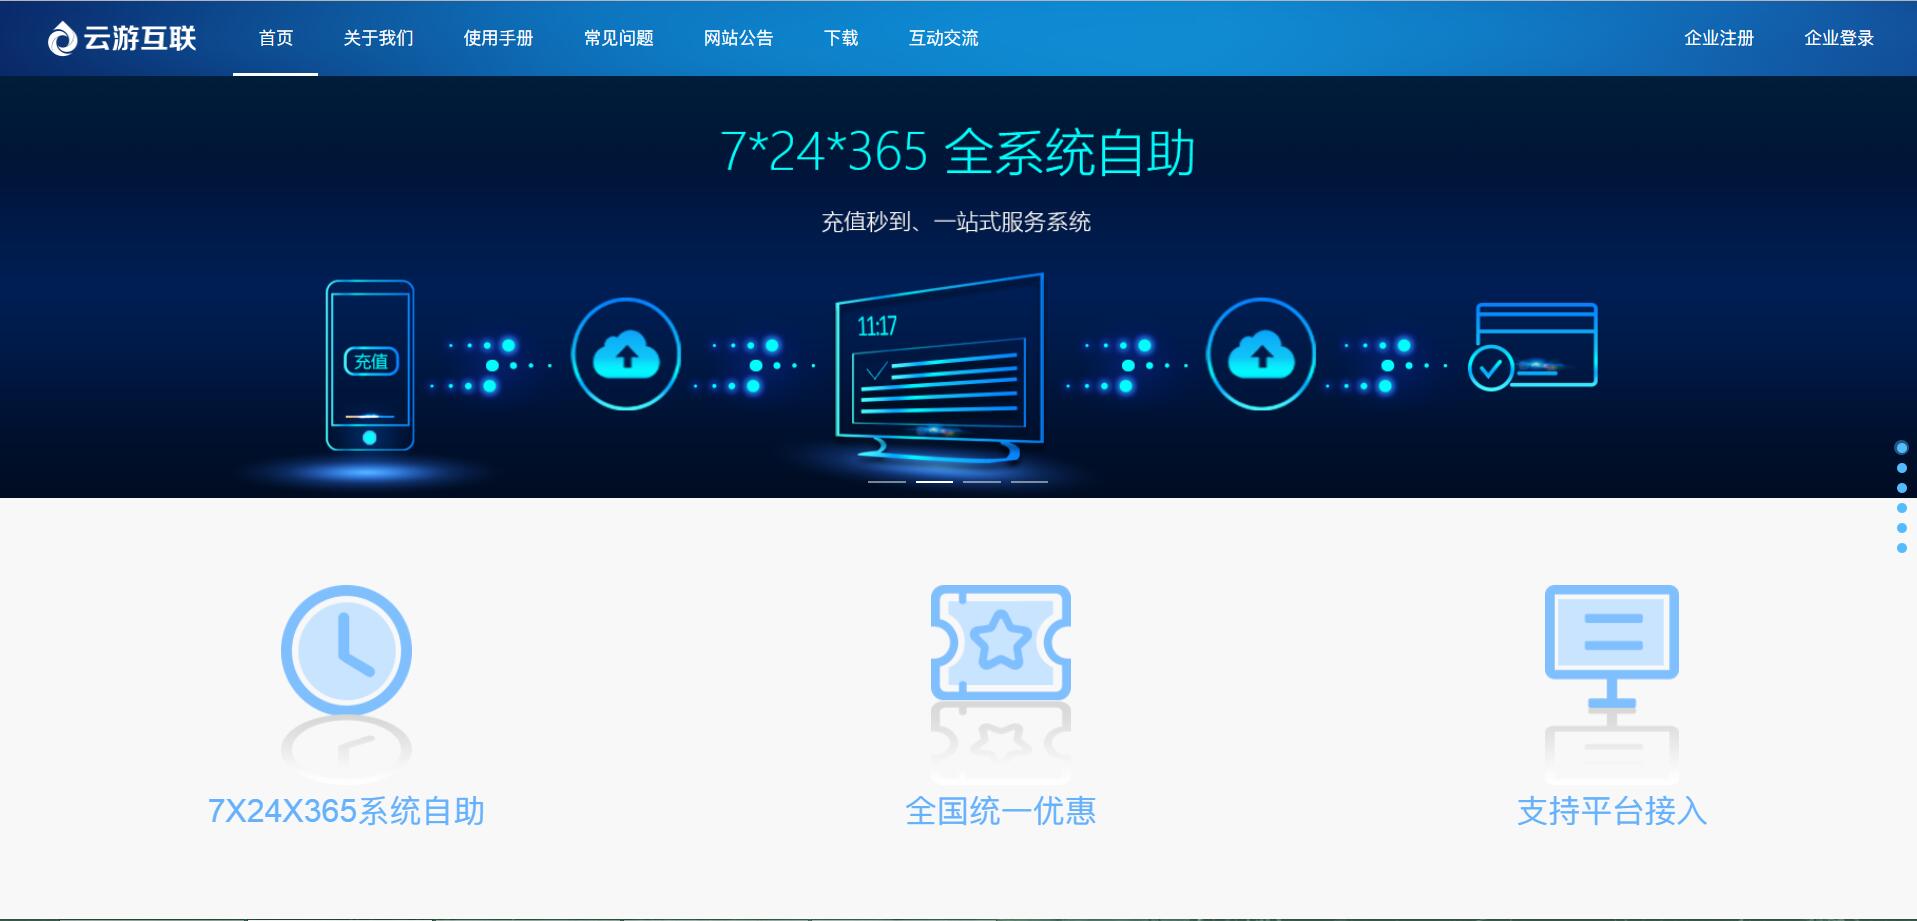 云游互联
首页 关于我们 使用手册 常见问题 网站公告 下载 互动交流 企业注册 企业登录
7*24*365 全系统自助
充值秒到、一站式服务系统
11:17
充值
7X24X365系统自助 全国统一优惠 支持平台接入